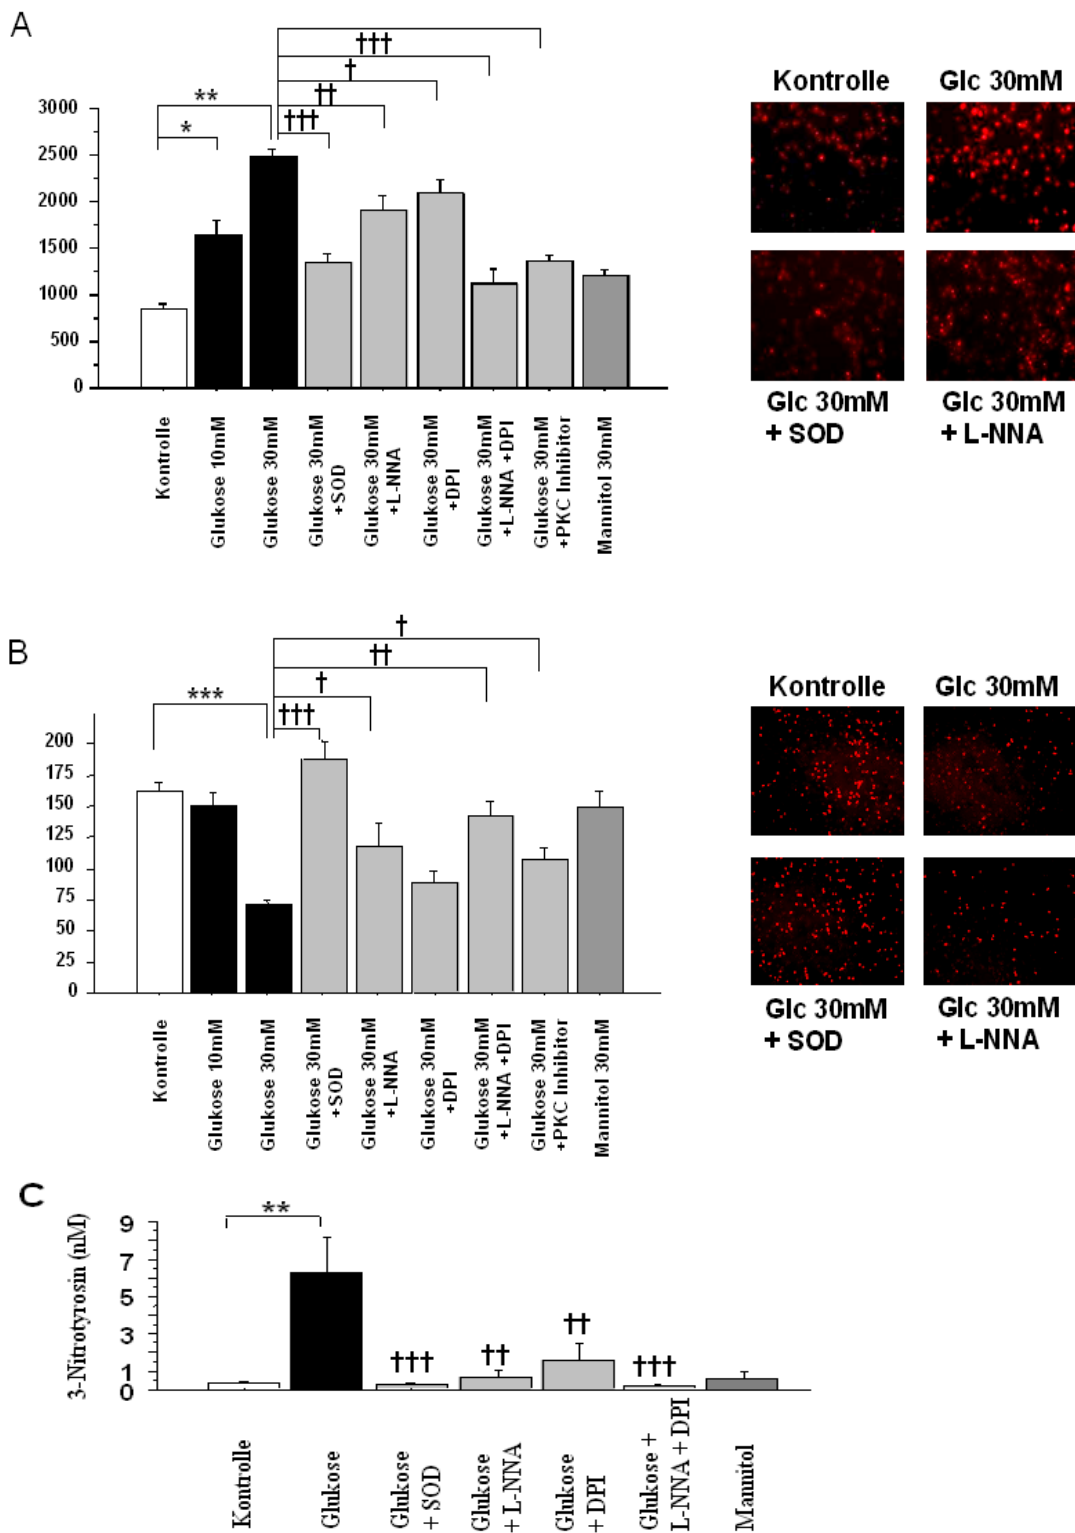 A
†††
†
††
†††
**
*
3000
2500
2000
1500
1000
500
0
Kontrolle
Glukose 10mM
Glukose 30mM
Glukose 30mM
+SOD
Glukose 30mM
+L-NNA
Glukose 30mM
+DPI
Glukose 30mM
+L-NNA +DPI
Glukose 30mM
+PKC Inhibitor
Mannitol 30mM
Kontrolle
Glc 30mM
Glc 30mM
+ SOD
Glc 30mM
+ L-NNA
B
†
††
†
†††
***
200
175
150
125
100
75
50
25
0
Kontrolle
Glukose 10mM
Glukose 30mM
Glukose 30mM
+SOD
Glukose 30mM
+L-NNA
Glukose 30mM
+DPI
Glukose 30mM
+L-NNA +DPI
Glukose 30mM
+PKC Inhibitor
Mannitol 30mM
Kontrolle
Glc 30mM
Glc 30mM
+ SOD
Glc 30mM
+ L-NNA
C
3-Nitrotyrosin (nM)
9
7
5
3
1
0
**
†††
††
††
†††
Kontrolle
Glukose
Glukose
+ SOD
Glukose
+ L-NNA
Glukose
+ DPI
Glukose +
L-NNA + DPI
Mannitol